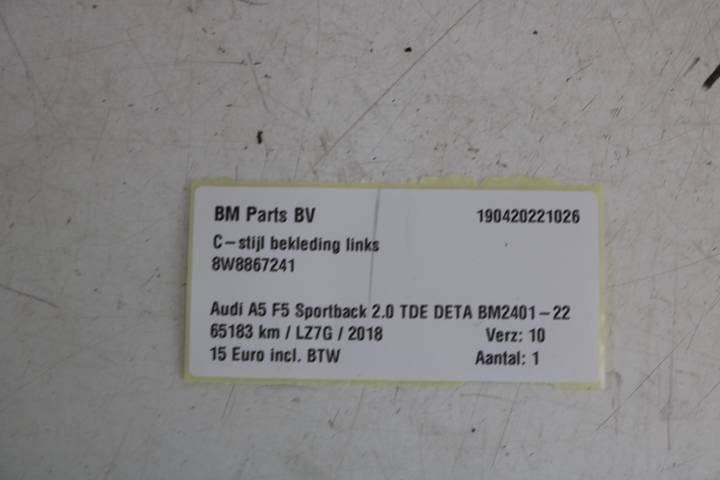 BM Parts BV 190420221026
C-stijl bekleding links
8W8867241
Audi A5 F5 Sportback 2.0 TDE DETA BM2401-22
65183 km / LZ7G / 2018 Verz: 10
15 Euro incl. BTW Aantal: 1